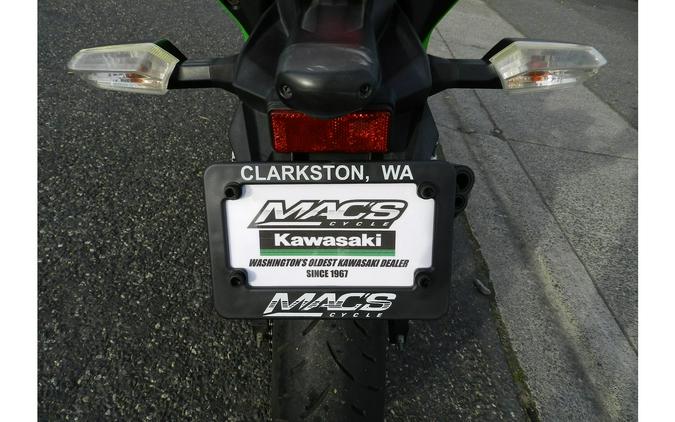 CLARKSTON, WA
MAC'S
CYCLE
Kawasaki
WASHINGTON'S OLDEST KAWASAKI DEALER
SINCE 1967
MAC'S
CYCLE